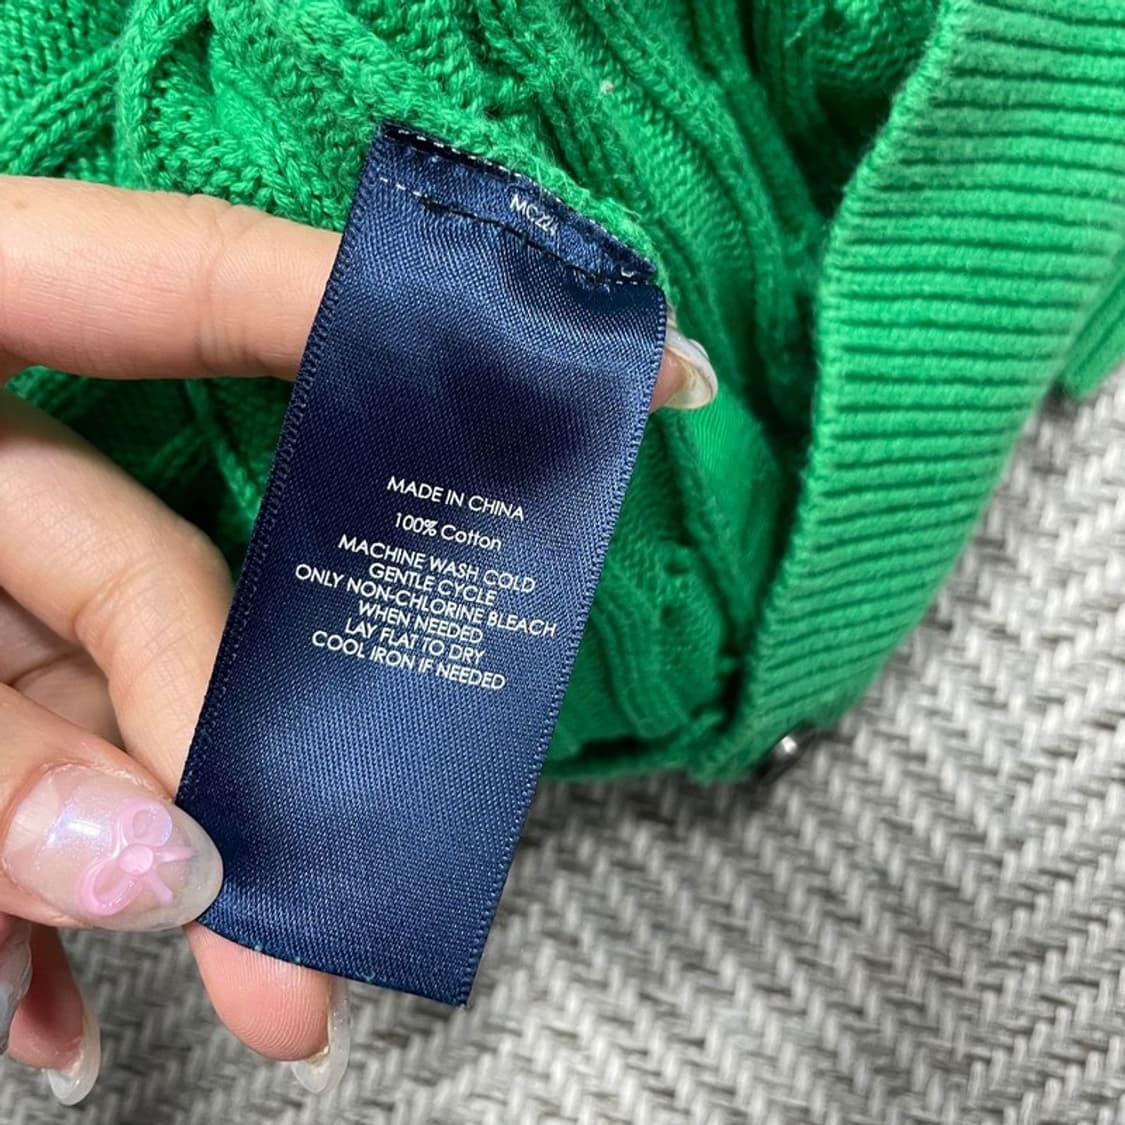 MADE IN CHINA
100% Cotton
MACHINE WASH COLD
GENTLE CYCLE
ONLY NON-CHLORINE BLEACH
WHEN NEEDED
LAY FLAT TO DRY
COOL IRON IF NEEDED